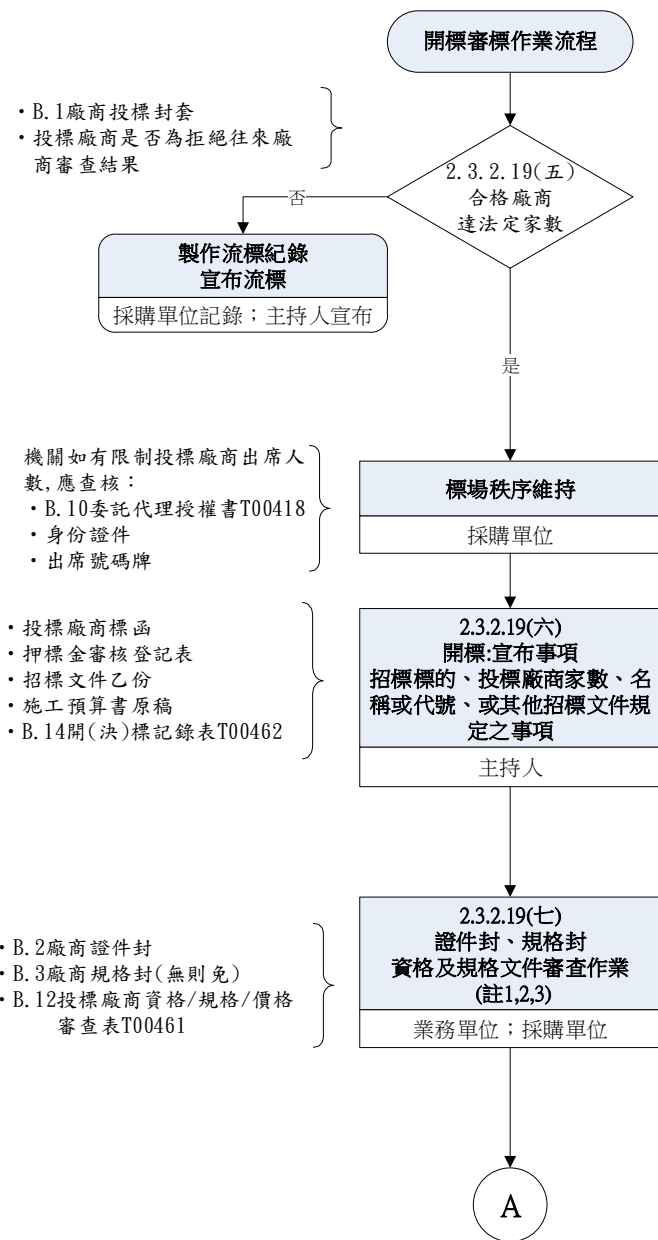 開標審標作業流程
・B.1廠商投標封套
・投標廠商是否為拒絕往來廠
商審查結果
2.3.2.19(五)
合格廠商
達法定家數
否
製作流標紀錄
宣布流標
採購單位記錄；主持人宣布
是
機關如有限制投標廠商出席人
數,應查核：
・B.10委託代理授權書T00418
・身份證件
・出席號碼牌
標場秩序維持
採購單位
・投標廠商標函
・押標金審核登記表
・招標文件乙份
・施工預算書原稿
・B.14開(決)標記錄表T00462
2.3.2.19(六)
開標:宣布事項
招標標的、投標廠商家數、名
稱或代號、或其他招標文件規
定之事項
主持人
・B.2廠商證件封
・B.3廠商規格封(無則免)
・B.12投標廠商資格/規格/價格
審查表T00461
2.3.2.19(七)
證件封、規格封
資格及規格文件審查作業
(註1,2,3)
業務單位；採購單位
A